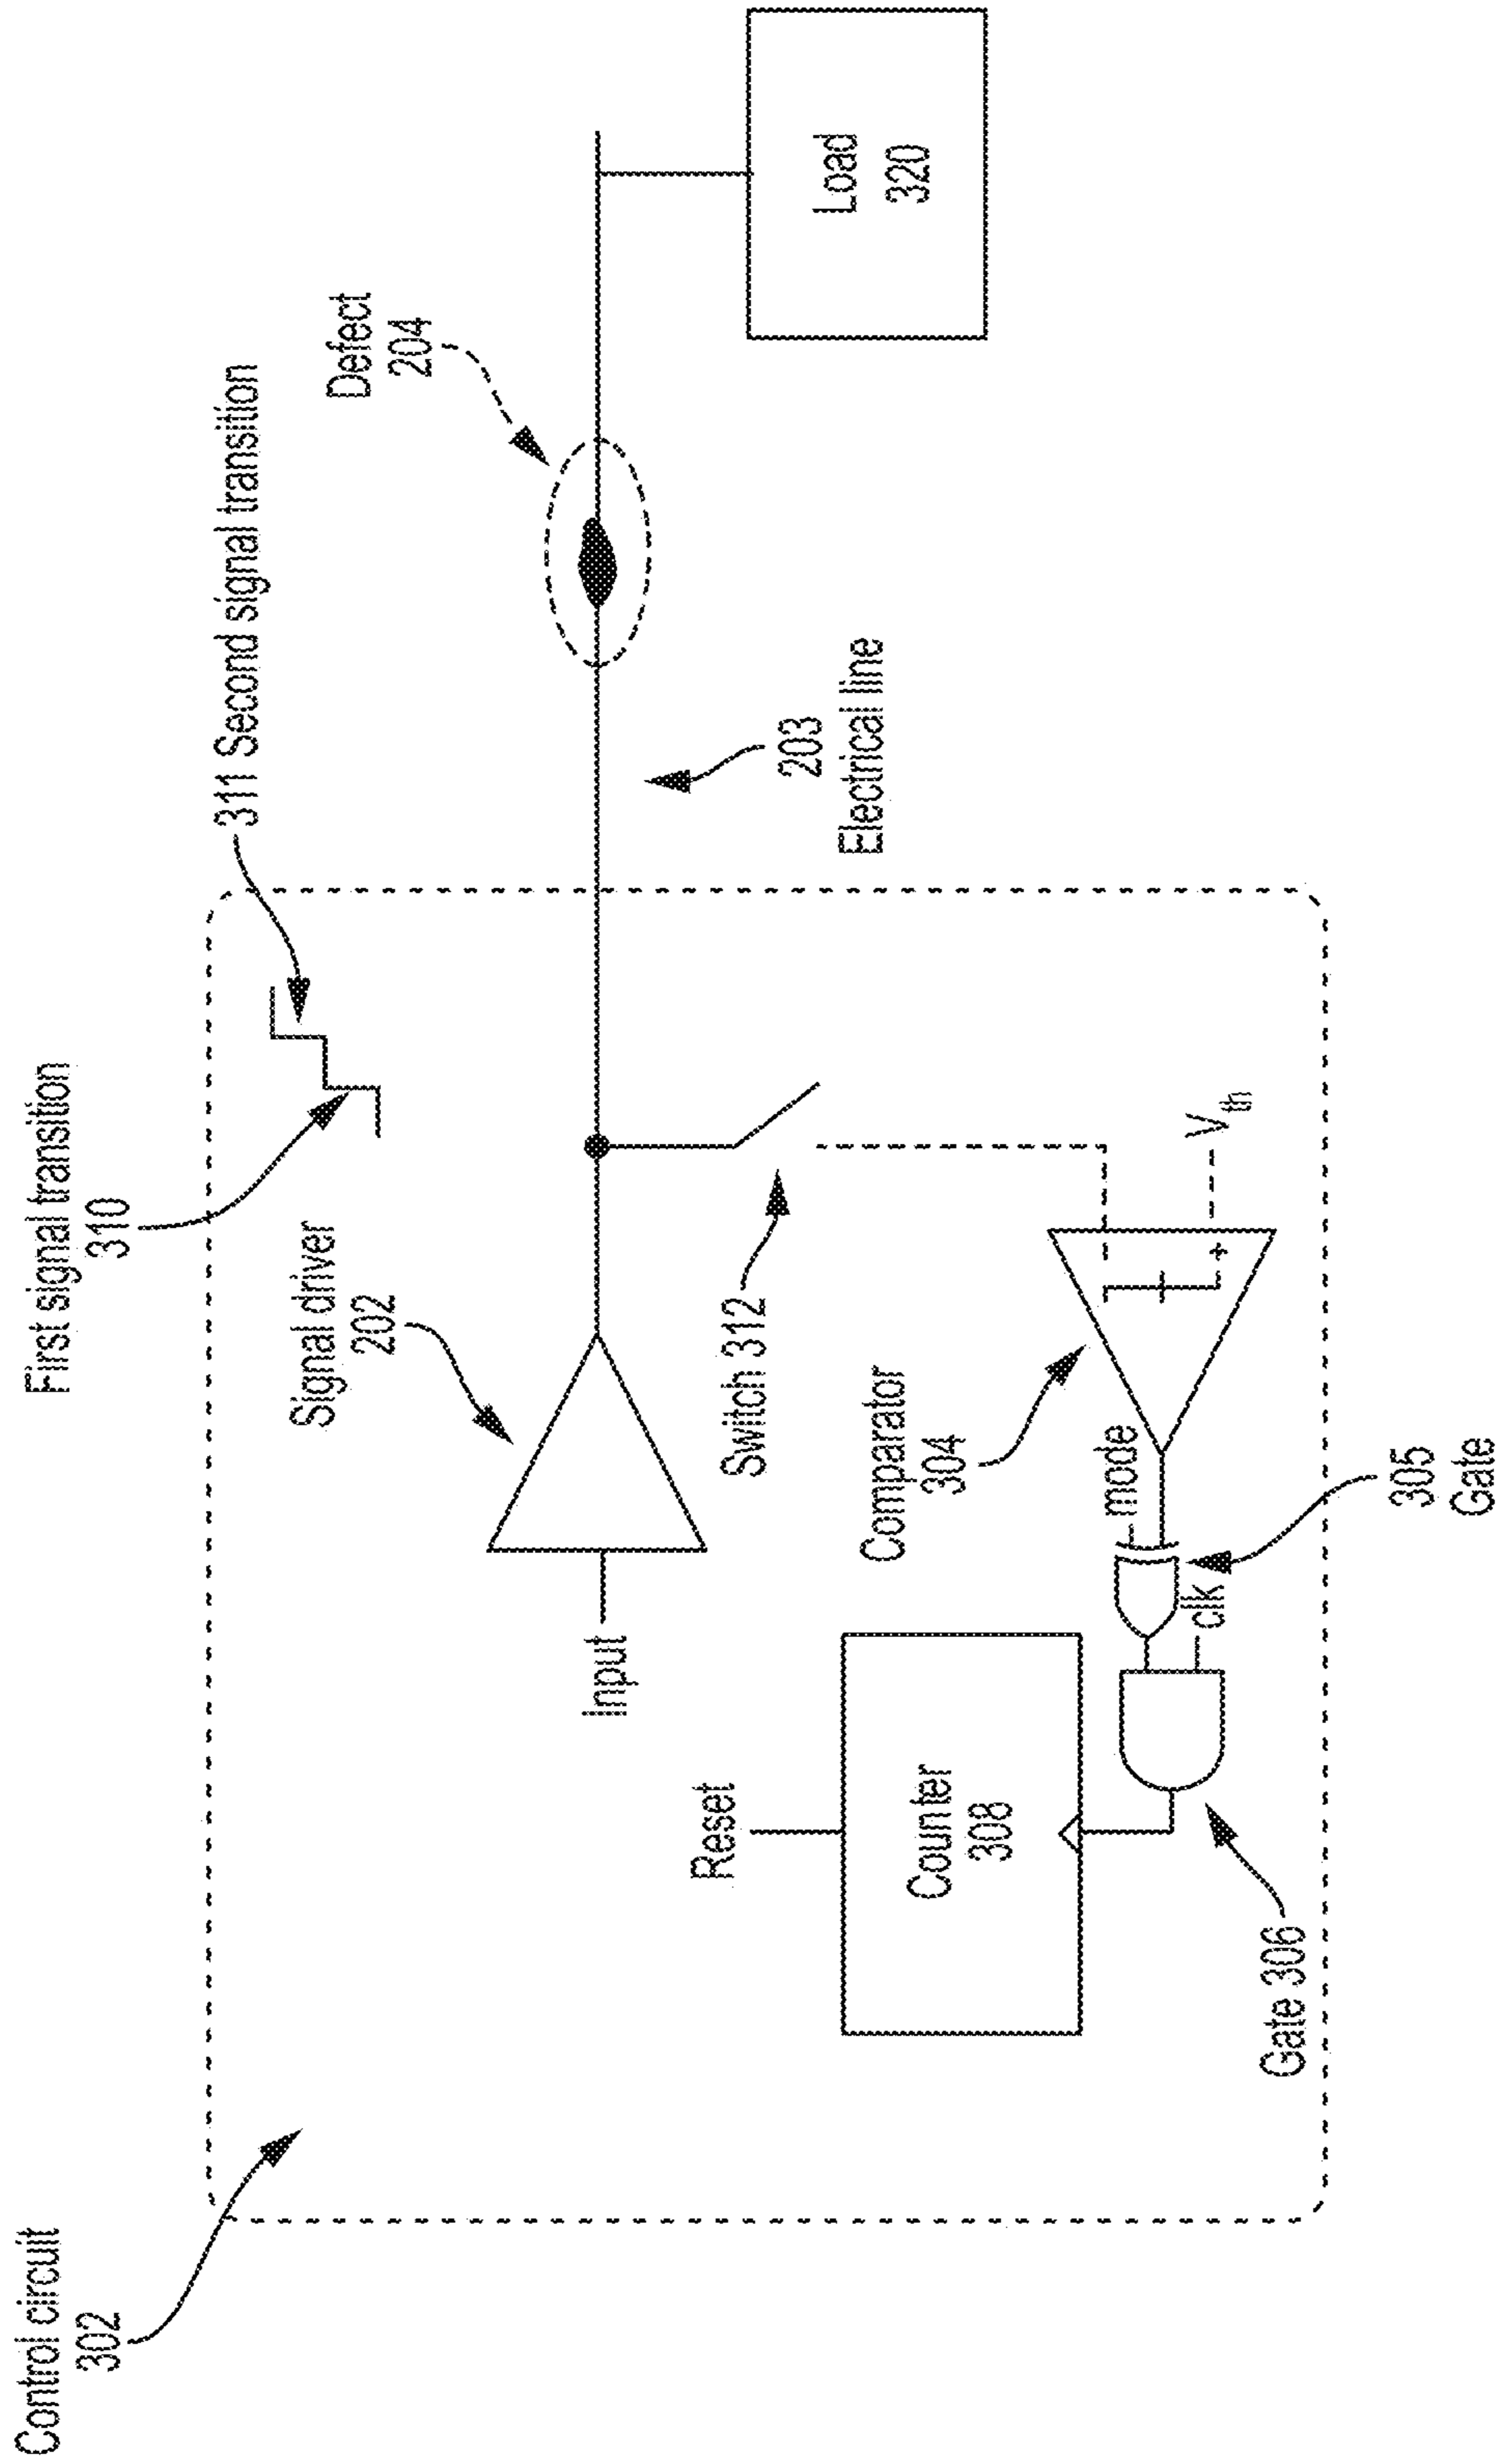 Control circuit
302
First signal transition
310
311 Second signal transition
Signal driver
202
Defect
204
Input
Reset
Switch 312
203
Electrical line
Load
320
Counter
308
Comparator
304
mode
clk
Vth
+
Gate 306
305
Gate